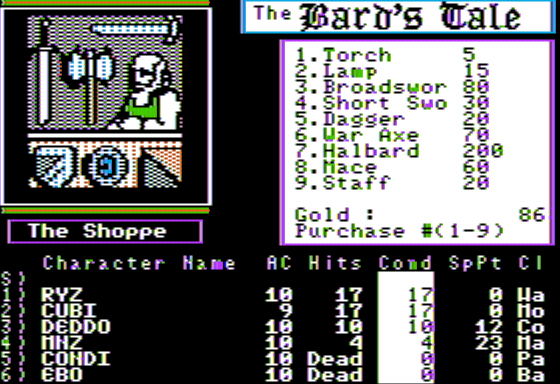 The Bard's Tale
1.Torch 5
2.Lamp 15
3.Broadswor 80
4.Short Swo 30
5.Dagger 20
6.War Axe 70
7.Halbard 200
8.Mace 60
9.Staff 20
Gold : 86
Purchase #(1-9)
The Shoppe
Character Name AC Hits Cond SpPt Cl
S)
1) RYZ 10 17 17 0 Wa
2) CUBI 9 17 17 0 Mo
3) DEDDO 10 10 10 12 Co
4) MNZ 10 4 4 23 Ma
5) CONDI 10 Dead 0 0 Pa
6) EBO 10 Dead 0 0 Ba